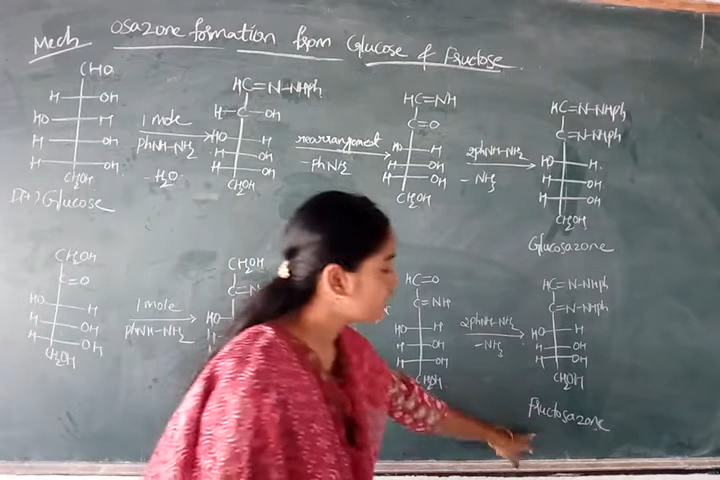 Mech Osazone formation from Glucose & Fructose.
CHO
H OH
HO H
H OH
H OH
CH2OH
D(+) Glucose
1 mole
phNH-NH2
-H2O
HC=N-NHph
H-C-OH
HO H
H OH
H OH
CH2OH
rearrangement
-phNH2
HC=NH
C=O
HO H
H OH
H OH
CH2OH
2phNH-NH2
-NH3
HC=N-NHph
C=N-NHph
HO H
H OH
H OH
CH2OH
Glucosazone
CH2OH
C=O
HO H
H OH
H OH
CH2OH
1 mole
phNH-NH2
CH2OH
C=N
HO
H
HC=O
C=NH
HO H
H OH
H OH
CH2OH
2phNH-NH2
-NH3
HC=N-NHph
C=N-NHph
HO H
H OH
H OH
CH2OH
Fructosazone